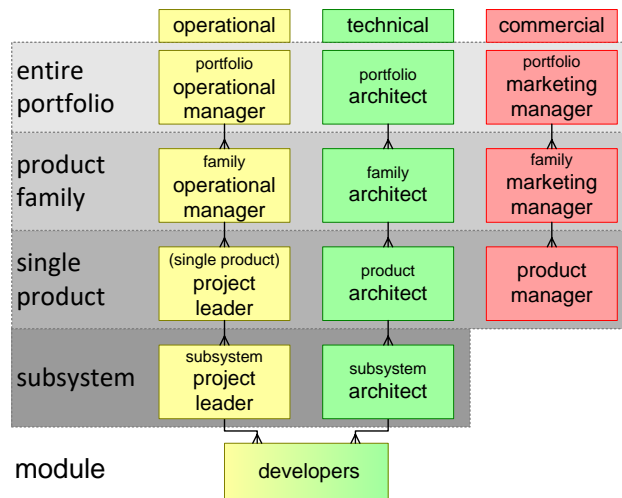 operational
technical
commercial
entire
portfolio
portfolio
operational
manager
portfolio
architect
portfolio
marketing
manager
product
family
family
operational
manager
family
architect
family
marketing
manager
single
product
(single product)
project
leader
product
architect
product
manager
subsystem
subsystem
project
leader
subsystem
architect
module
developers